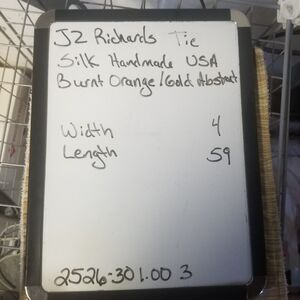 JZ Richards Tie
Silk Handmade USA
Burnt Orange/Gold Abstract
Width 4
Length 59
2526-301.00 3